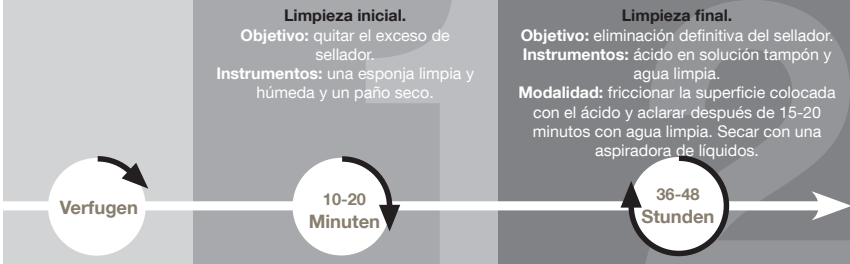 Limpieza inicial.
Objetivo: quitar el exceso de
sellador.
Instrumentos: una esponja limpia y
húmeda y un paño seco.
1
Limpieza final.
Objetivo: eliminación definitiva del sellador.
Instrumentos: ácido en solución tampón y
agua limpia.
Modalidad: friccionar la superficie colocada
con el ácido y aclarar después de 15-20
minutos con agua limpia. Secar con una
aspiradora de líquidos.
2
Verfugen
10-20
Minuten
36-48
Stunden